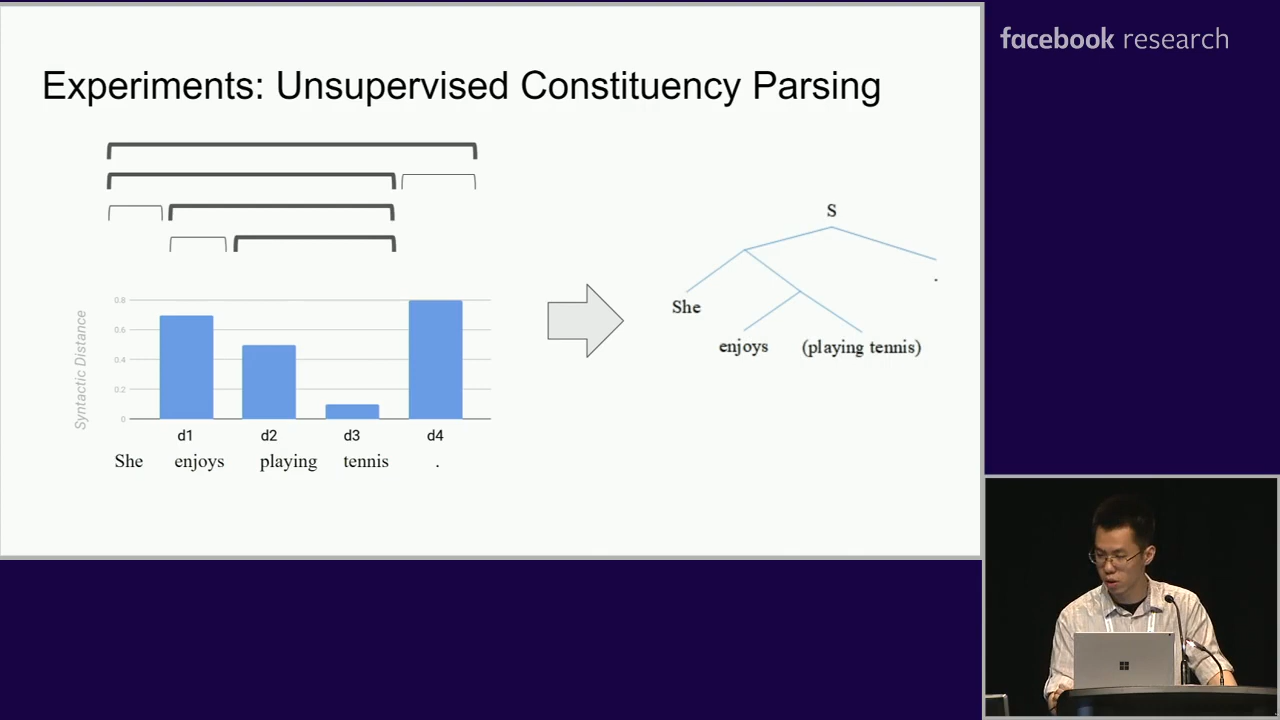 facebook research
Experiments: Unsupervised Constituency Parsing
Syntactic Distance
0.8
0.6
0.4
0.2
0
d1 d2 d3 d4
She enjoys playing tennis .
S
She
.
enjoys (playing tennis)